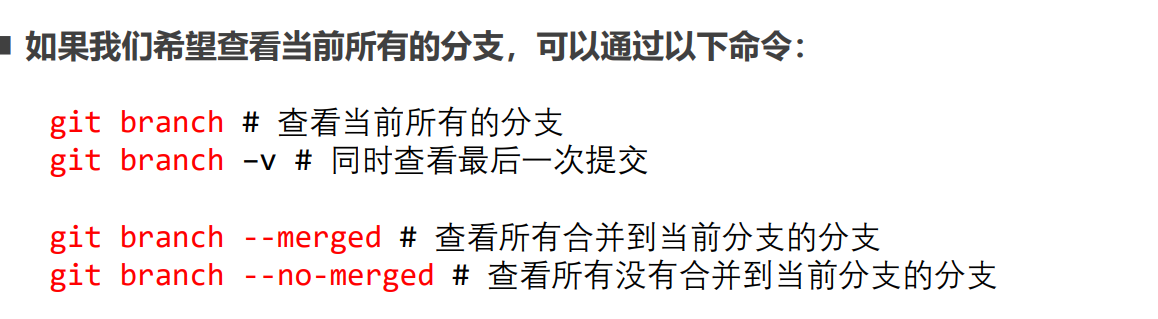 ■ 如果我们希望查看当前所有的分支，可以通过以下命令：
git branch # 查看当前所有的分支
git branch –v # 同时查看最后一次提交
git branch --merged # 查看所有合并到当前分支的分支
git branch --no-merged # 查看所有没有合并到当前分支的分支